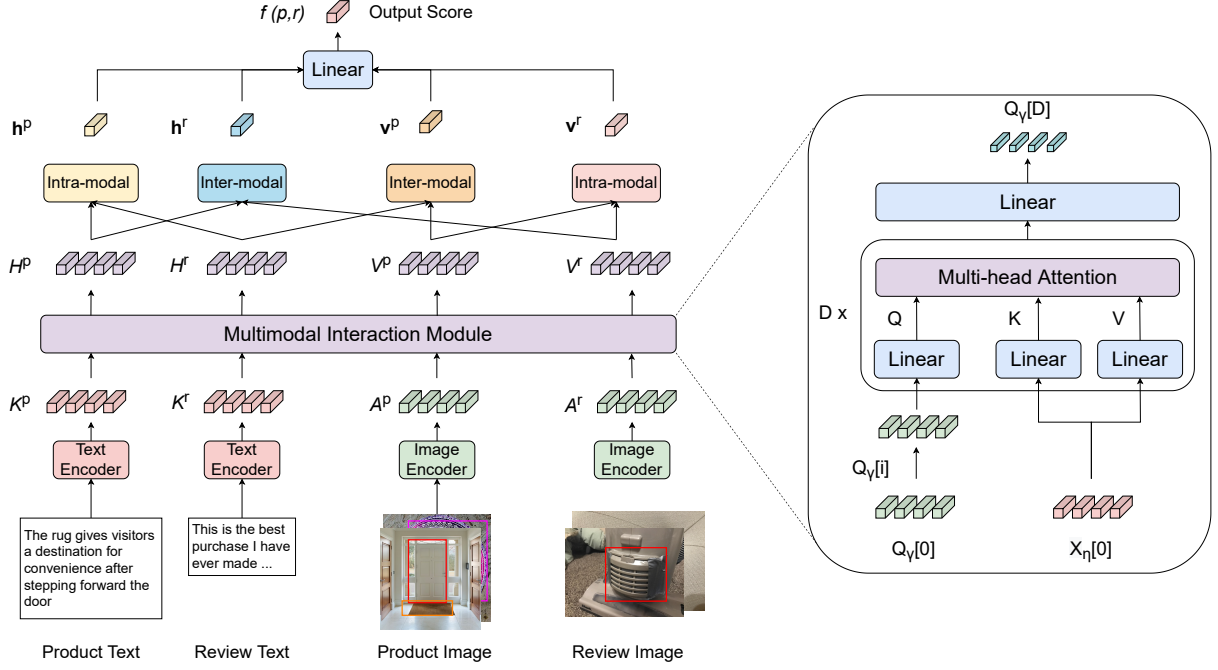 f (p,r)
Output Score
Linear
h^p
h^r
v^p
v^r
Intra-modal
Inter-modal
Inter-modal
Intra-modal
H^p
H^r
V^p
V^r
Multimodal Interaction Module
K^p
K^r
A^p
A^r
Text
Encoder
Text
Encoder
Image
Encoder
Image
Encoder
The rug gives visitors
a destination for
convenience after
stepping forward the
door
This is the best
purchase I have
ever made ...
Product Text
Review Text
Product Image
Review Image
Q_γ[D]
Linear
Multi-head Attention
D x
Q
K
V
Linear
Linear
Linear
Q_γ[i]
Q_γ[0]
X_η[0]